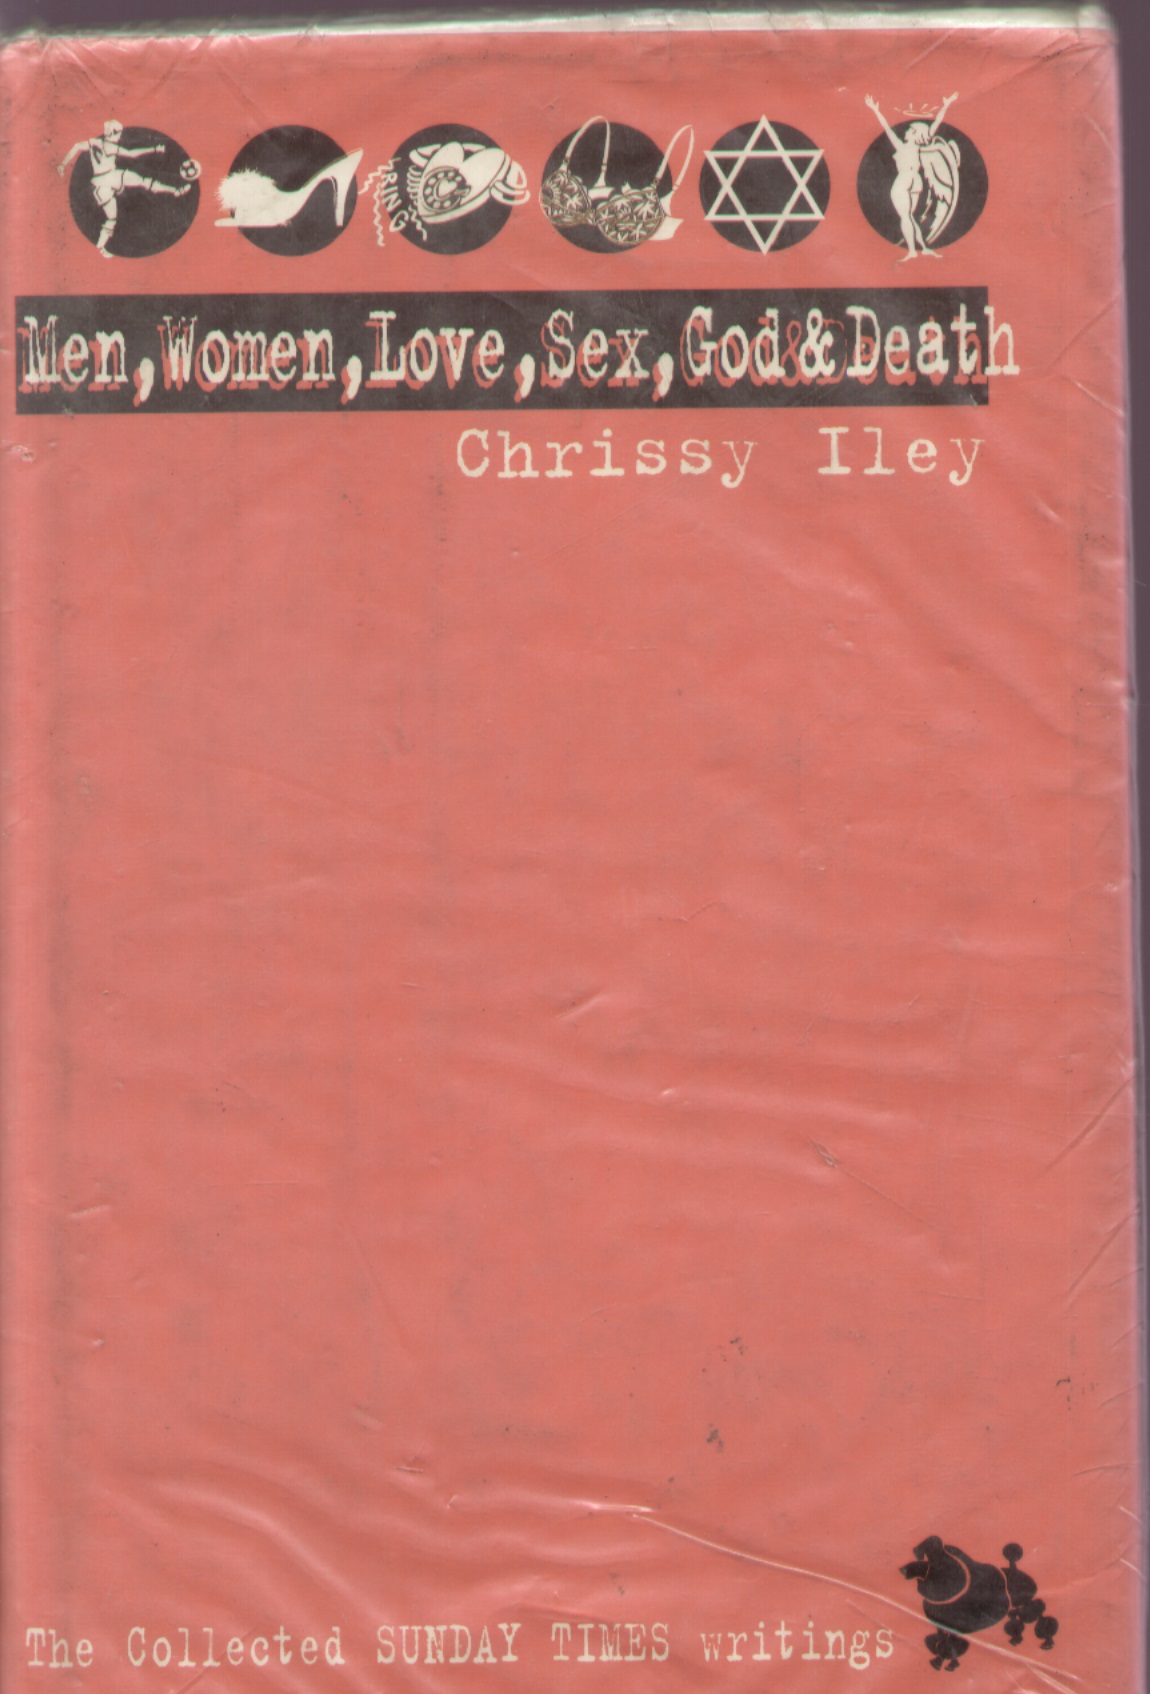 RING
Men, Women, Love, Sex, God & Death
Chrissy Iley
The Collected SUNDAY TIMES writings